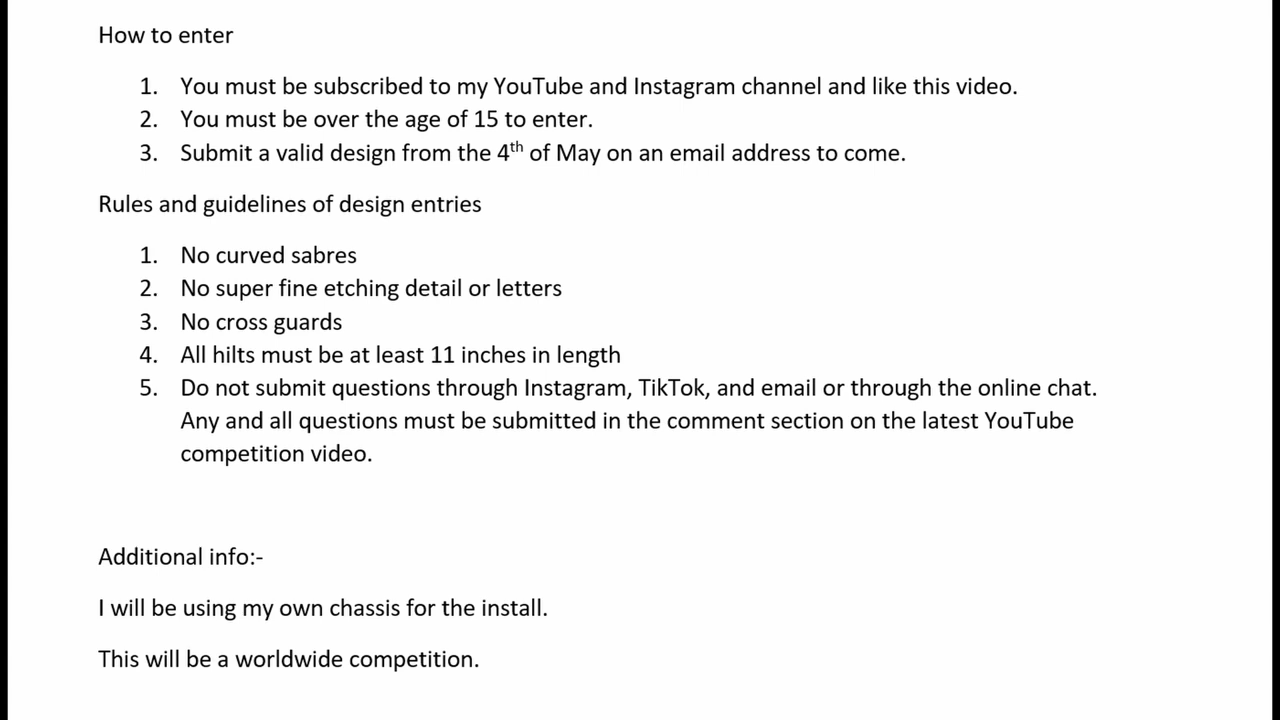 How to enter
1. You must be subscribed to my YouTube and Instagram channel and like this video.
2. You must be over the age of 15 to enter.
3. Submit a valid design from the 4th of May on an email address to come.
Rules and guidelines of design entries
1. No curved sabres
2. No super fine etching detail or letters
3. No cross guards
4. All hilts must be at least 11 inches in length
5. Do not submit questions through Instagram, TikTok, and email or through the online chat.
Any and all questions must be submitted in the comment section on the latest YouTube
competition video.
Additional info:-
I will be using my own chassis for the install.
This will be a worldwide competition.